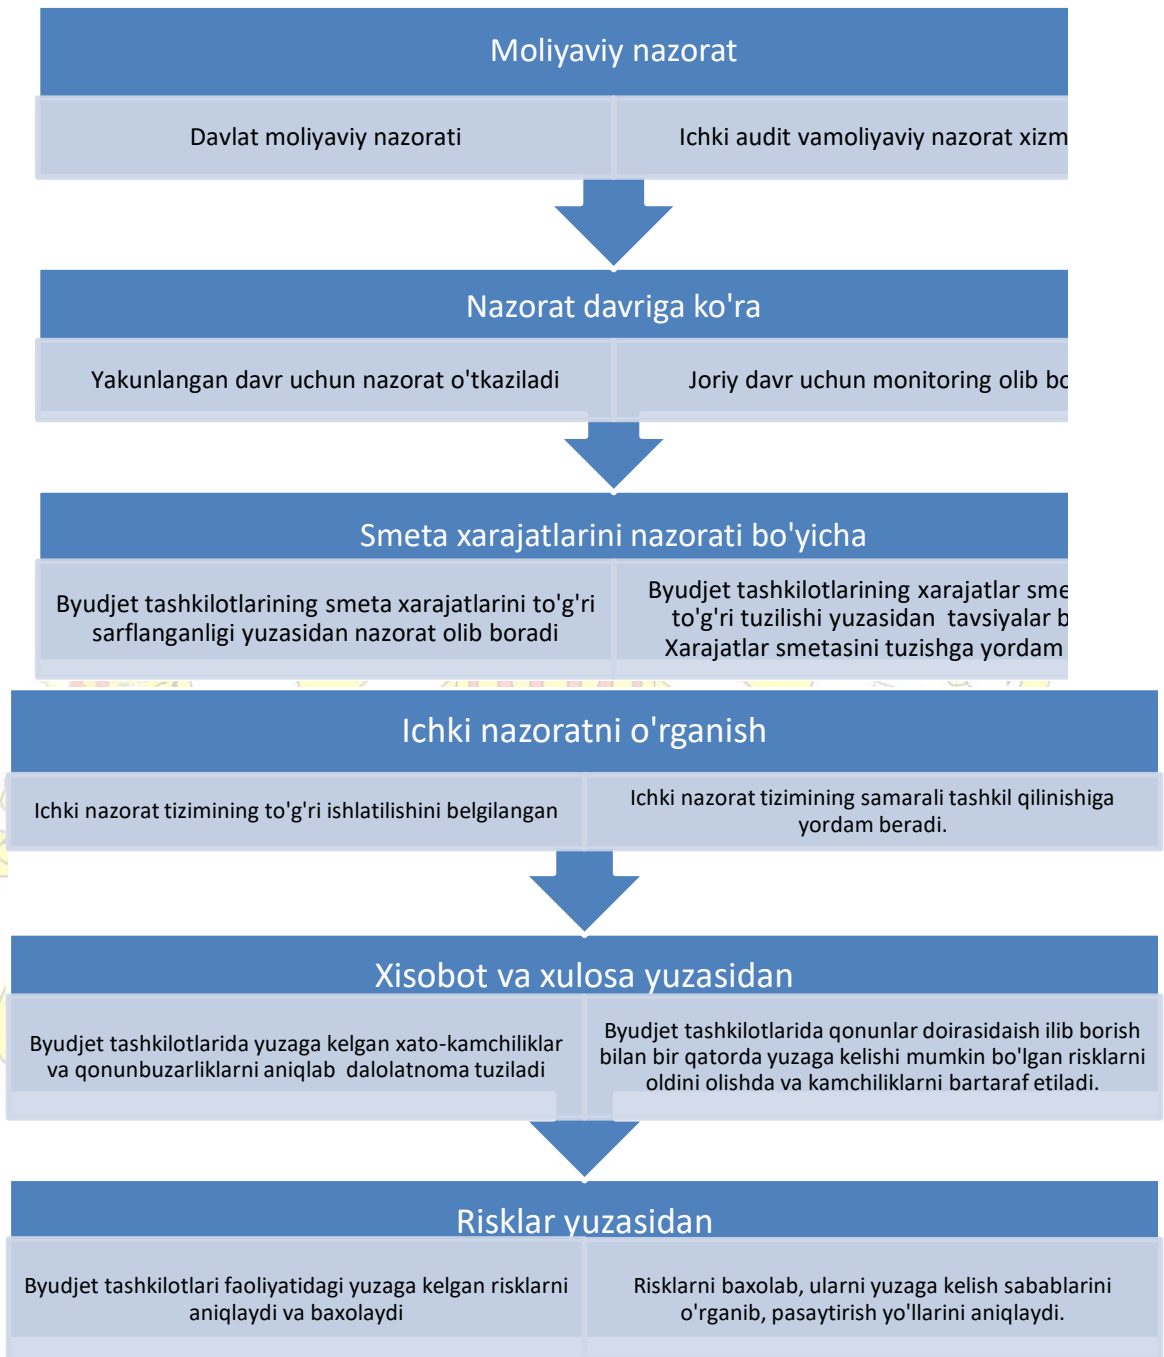 Moliyaviy nazorat
Davlat moliyaviy nazorati
Ichki audit vamoliyaviy nazorat
Nazorat davriga ko'ra
Yakunlangan davr uchun nazorat o'tkaziladi
Joriy davr uchun monitoring olib
Smeta xarajatlarini nazorati bo'yicha
Byudjet tashkilotlarining smeta xarajatlarini to'g'ri
sarflanganligi yuzasidan nazorat olib boradi
Byudjet tashkilotlarining xarajatlar
to'g'ri tuzilishi yuzasidan tavsiyalar
Xarajatlar smetasini tuzishga yordam
Ichki nazoratni o'rganish
Ichki nazorat tizimining to'g'ri ishlatilishini belgilangan
Ichki nazorat tizimining samarali tashkil qilinishiga
yordam beradi.
Xisobot va xulosa yuzasidan
Byudjet tashkilotlarida yuzaga kelgan xato-kamchiliklar
va qonunbuzarliklarni aniqlab dalolatnoma tuziladi
Byudjet tashkilotlarida qonunlar doirasidaish ilib borish
bilan bir qatorda yuzaga kelishi mumkin bo'lgan risklarni
oldini olishda va kamchiliklarni bartaraf etiladi.
Risklar yuzasidan
Byudjet tashkilotlari faoliyatidagi yuzaga kelgan risklarni
aniqlaydi va baxolaydi
Risklarni baxolab, ularni yuzaga kelish sabablarini
o'rganib, pasaytirish yo'llarini aniqlaydi.